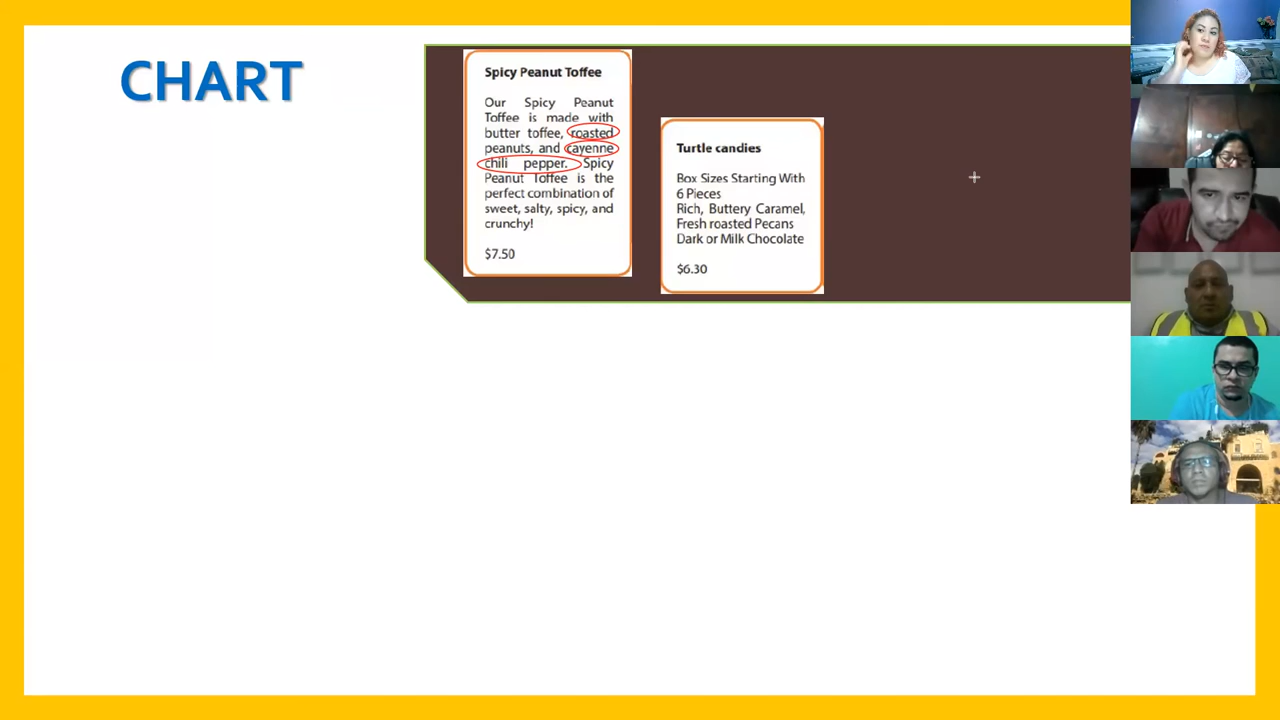 CHART
Spicy Peanut Toffee
Our Spicy Peanut
Toffee is made with
butter toffee, roasted
peanuts, and cayenne
chili pepper. Spicy
Peanut Toffee is the
perfect combination of
sweet, salty, spicy, and
crunchy!
$7.50
Turtle candies
Box Sizes Starting With
6 Pieces
Rich, Buttery Caramel,
Fresh roasted Pecans
Dark or Milk Chocolate
$6.30